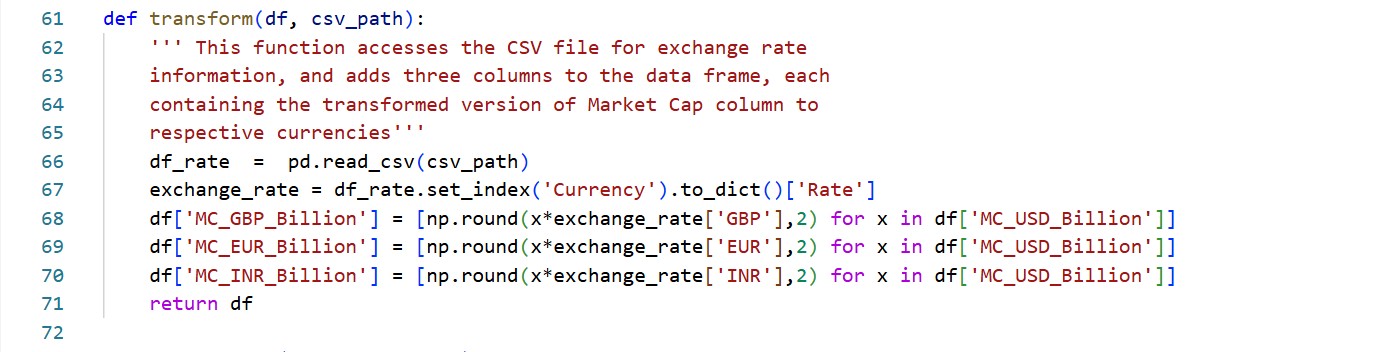 61 def transform(df, csv_path):
62     ''' This function accesses the CSV file for exchange rate
63     information, and adds three columns to the data frame, each
64     containing the transformed version of Market Cap column to
65     respective currencies'''
66     df_rate  =  pd.read_csv(csv_path)
67     exchange_rate = df_rate.set_index('Currency').to_dict()['Rate']
68     df['MC_GBP_Billion'] = [np.round(x*exchange_rate['GBP'],2) for x in df['MC_USD_Billion']]
69     df['MC_EUR_Billion'] = [np.round(x*exchange_rate['EUR'],2) for x in df['MC_USD_Billion']]
70     df['MC_INR_Billion'] = [np.round(x*exchange_rate['INR'],2) for x in df['MC_USD_Billion']]
71     return df
72